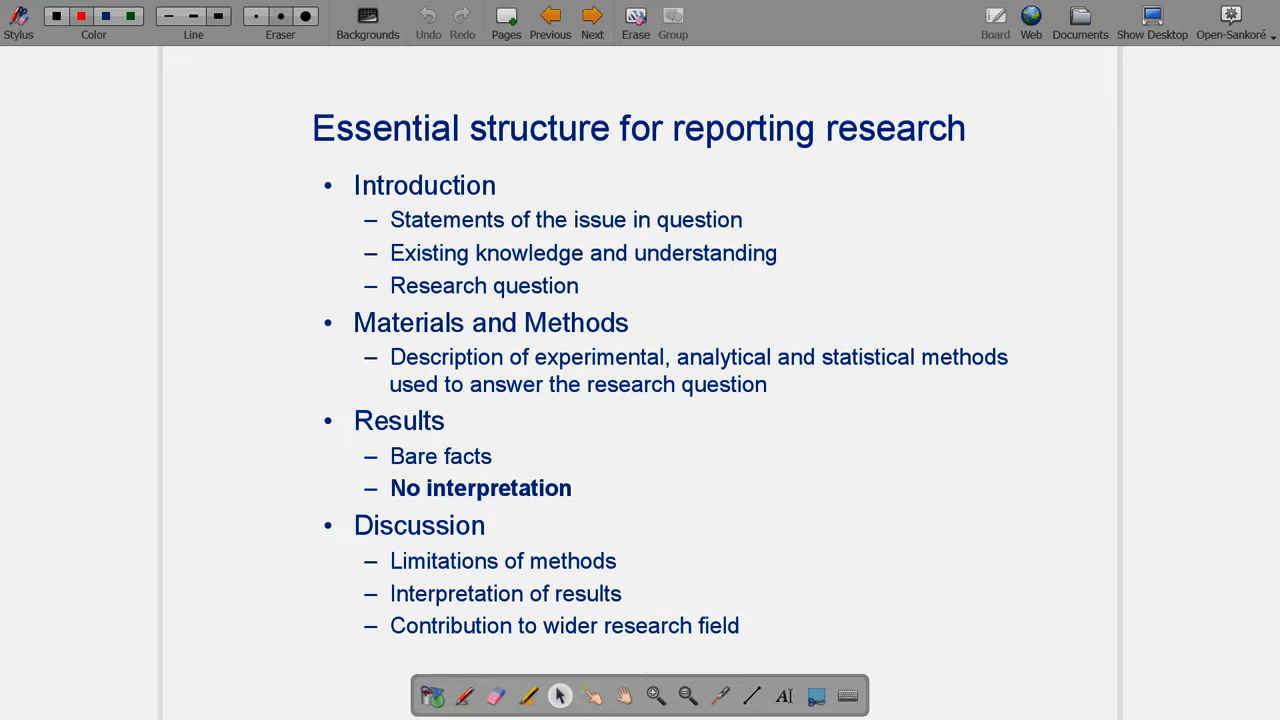 Stylus
Color
Line
Eraser
Backgrounds
Undo
Redo
Pages
Previous
Next
Erase
Group
Board
Web
Documents
Show Desktop
Open-Sankoré
Essential structure for reporting research
• Introduction
– Statements of the issue in question
– Existing knowledge and understanding
– Research question
• Materials and Methods
– Description of experimental, analytical and statistical methods
used to answer the research question
• Results
– Bare facts
– No interpretation
• Discussion
– Limitations of methods
– Interpretation of results
– Contribution to wider research field
AI